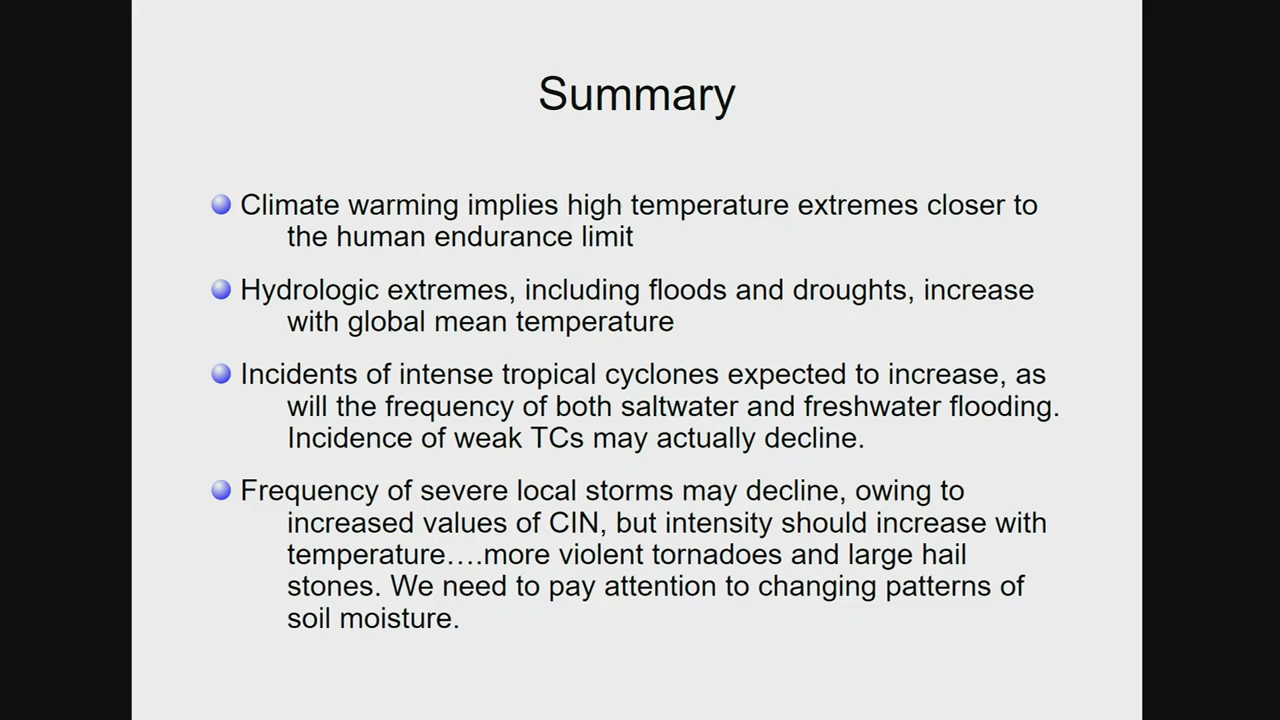 Summary
Climate warming implies high temperature extremes closer to
the human endurance limit
Hydrologic extremes, including floods and droughts, increase
with global mean temperature
Incidents of intense tropical cyclones expected to increase, as
will the frequency of both saltwater and freshwater flooding.
Incidence of weak TCs may actually decline.
Frequency of severe local storms may decline, owing to
increased values of CIN, but intensity should increase with
temperature….more violent tornadoes and large hail
stones. We need to pay attention to changing patterns of
soil moisture.